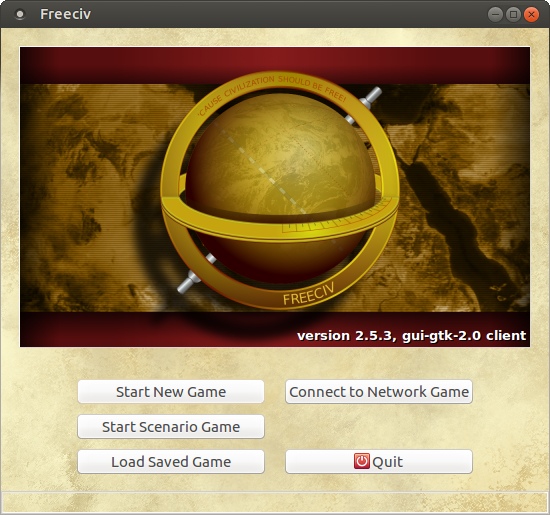 Freeciv
'CAUSE CIVILIZATION SHOULD BE FREE!
FREECIV
version 2.5.3, gui-gtk-2.0 client
Start New Game
Connect to Network Game
Start Scenario Game
Load Saved Game
Quit